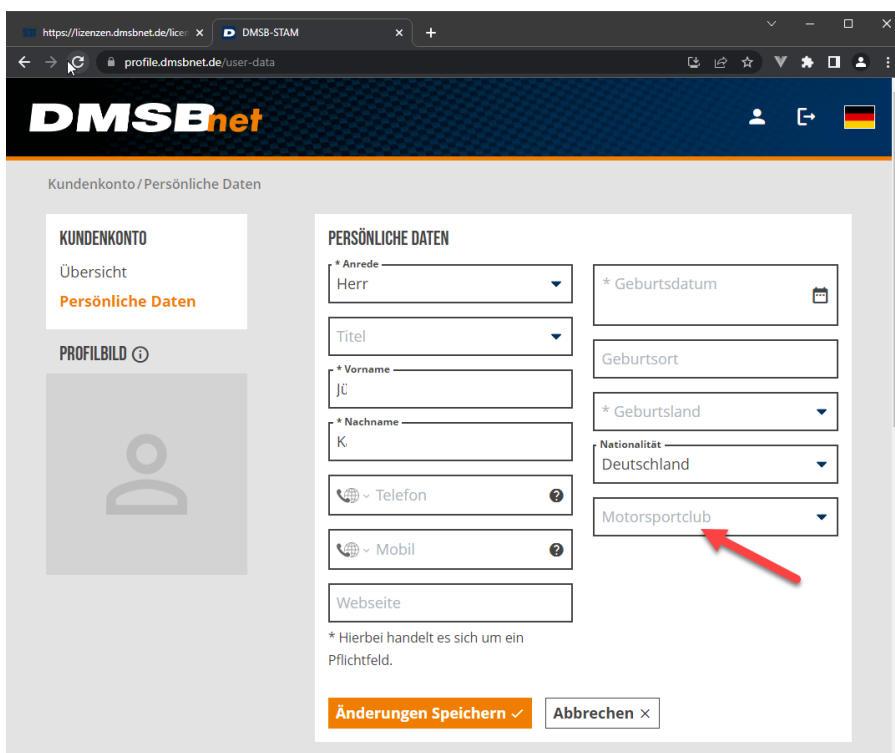 https://lizenzen.dmsbnet.de/licen
DMSB-STAM
profile.dmsbnet.de/user-data
DMSBnet
Kundenkonto/Persönliche Daten
KUNDENKONTO
Übersicht
Persönliche Daten
PROFILBILD
PERSÖNLICHE DATEN
* Anrede
Herr
Titel
* Vorname
Jü
* Nachname
K
Telefon
Mobil
Webseite
* Hierbei handelt es sich um ein
Pflichtfeld.
* Geburtsdatum
Geburtsort
* Geburtsland
Nationalität
Deutschland
Motorsportclub
Änderungen Speichern
Abbrechen